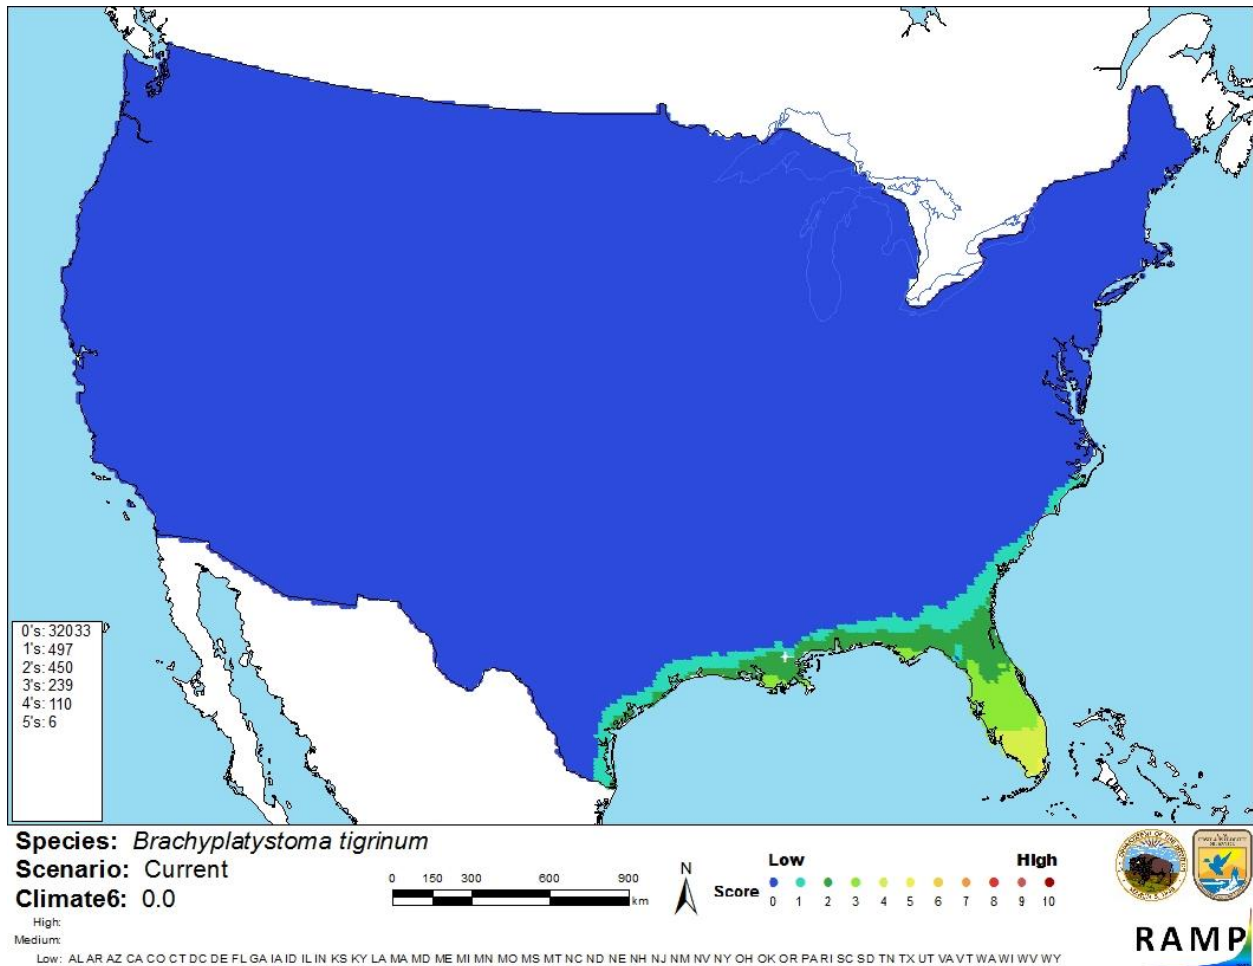 0's: 32033
1's: 497
2's: 450
3's: 239
4's: 110
5's: 6
Species: Brachyplatystoma tigrinum
Scenario: Current
Climate6: 0.0
High:
Medium:
Low: AL AR AZ CA CO CT DC DE FL GA IA ID IL IN KS KY LA MA MD ME MI MN MO MS MT NC ND NE NH NJ NM NV NY OH OK OR PA RI SC SD TN TX UT VA VT WA WI WV WY
0 150 300 600 900
km
N
Low High
Score 0 1 2 3 4 5 6 7 8 9 10
RAMP